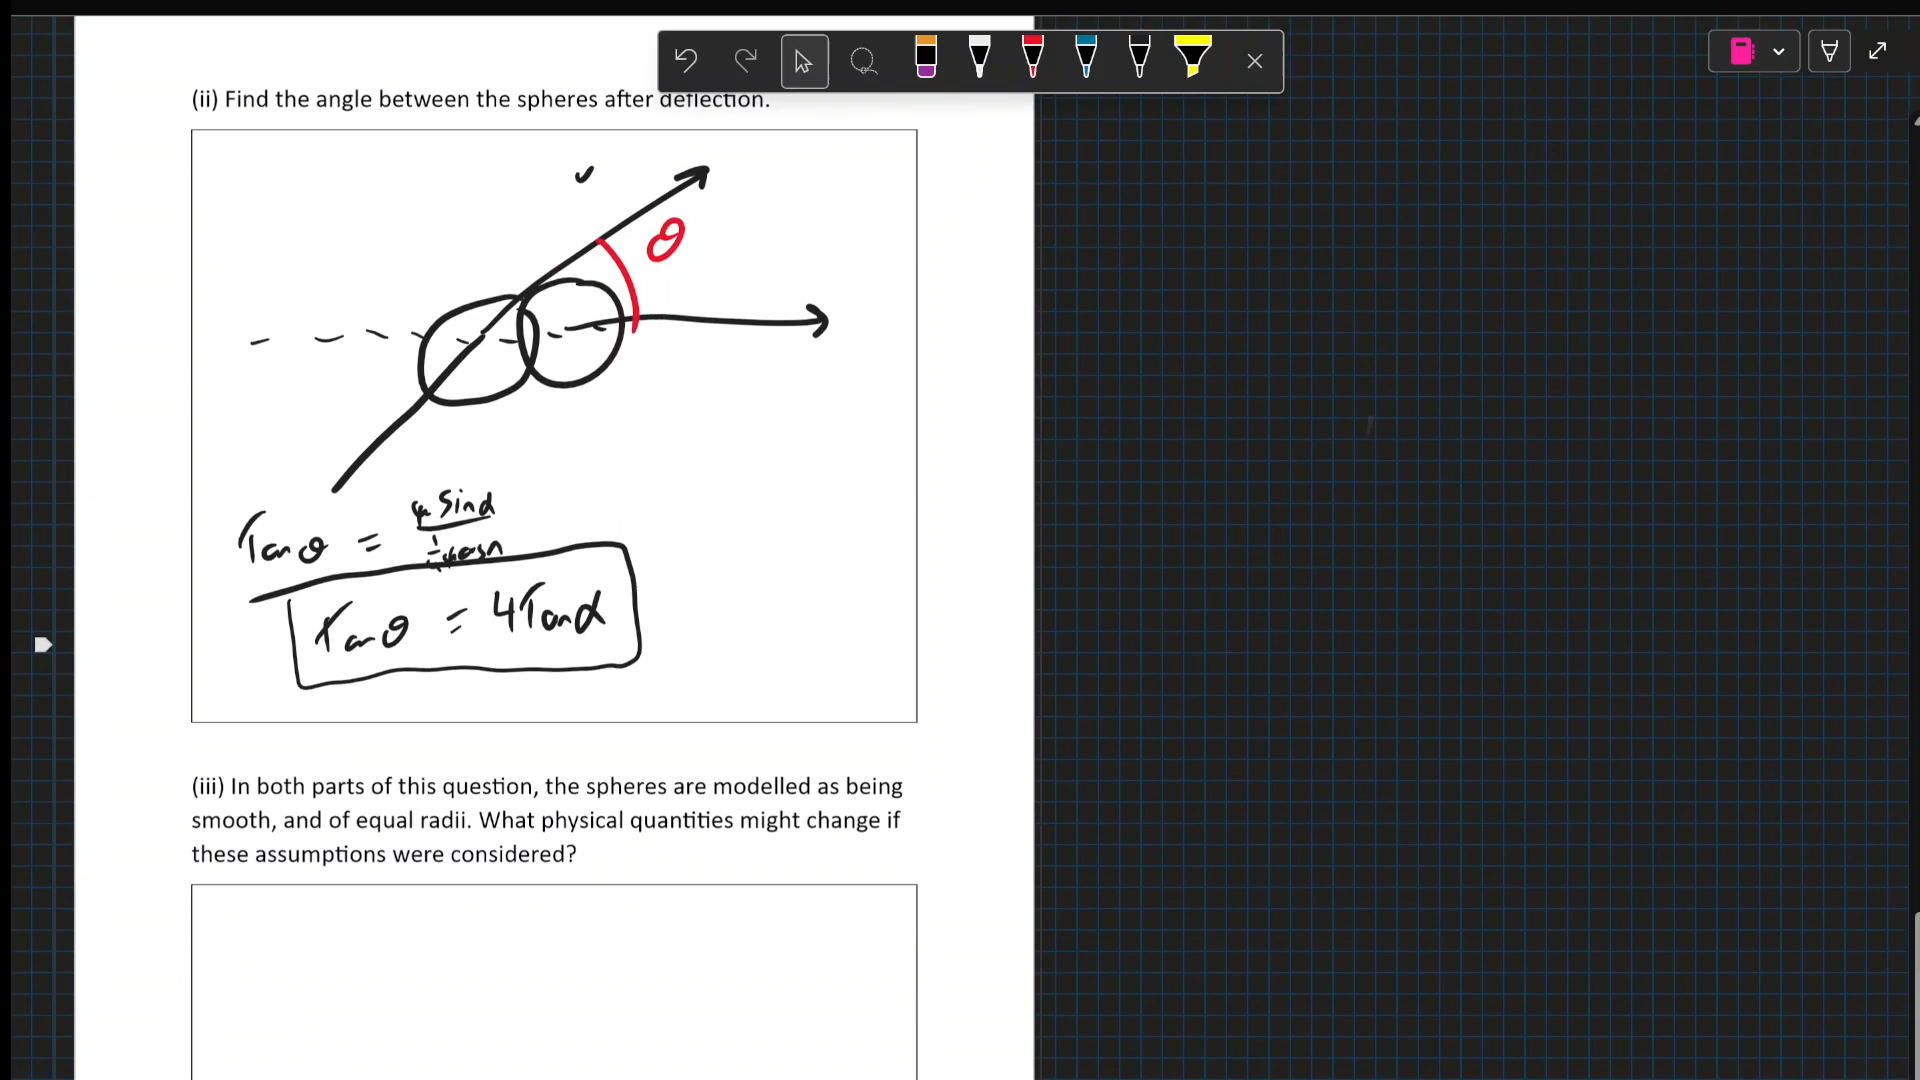 (ii) Find the angle between the spheres after deflection.
θ
Tanθ = u Sinα
Tanθ = 4Tanα
(iii) In both parts of this question, the spheres are modelled as being
smooth, and of equal radii. What physical quantities might change if
these assumptions were considered?